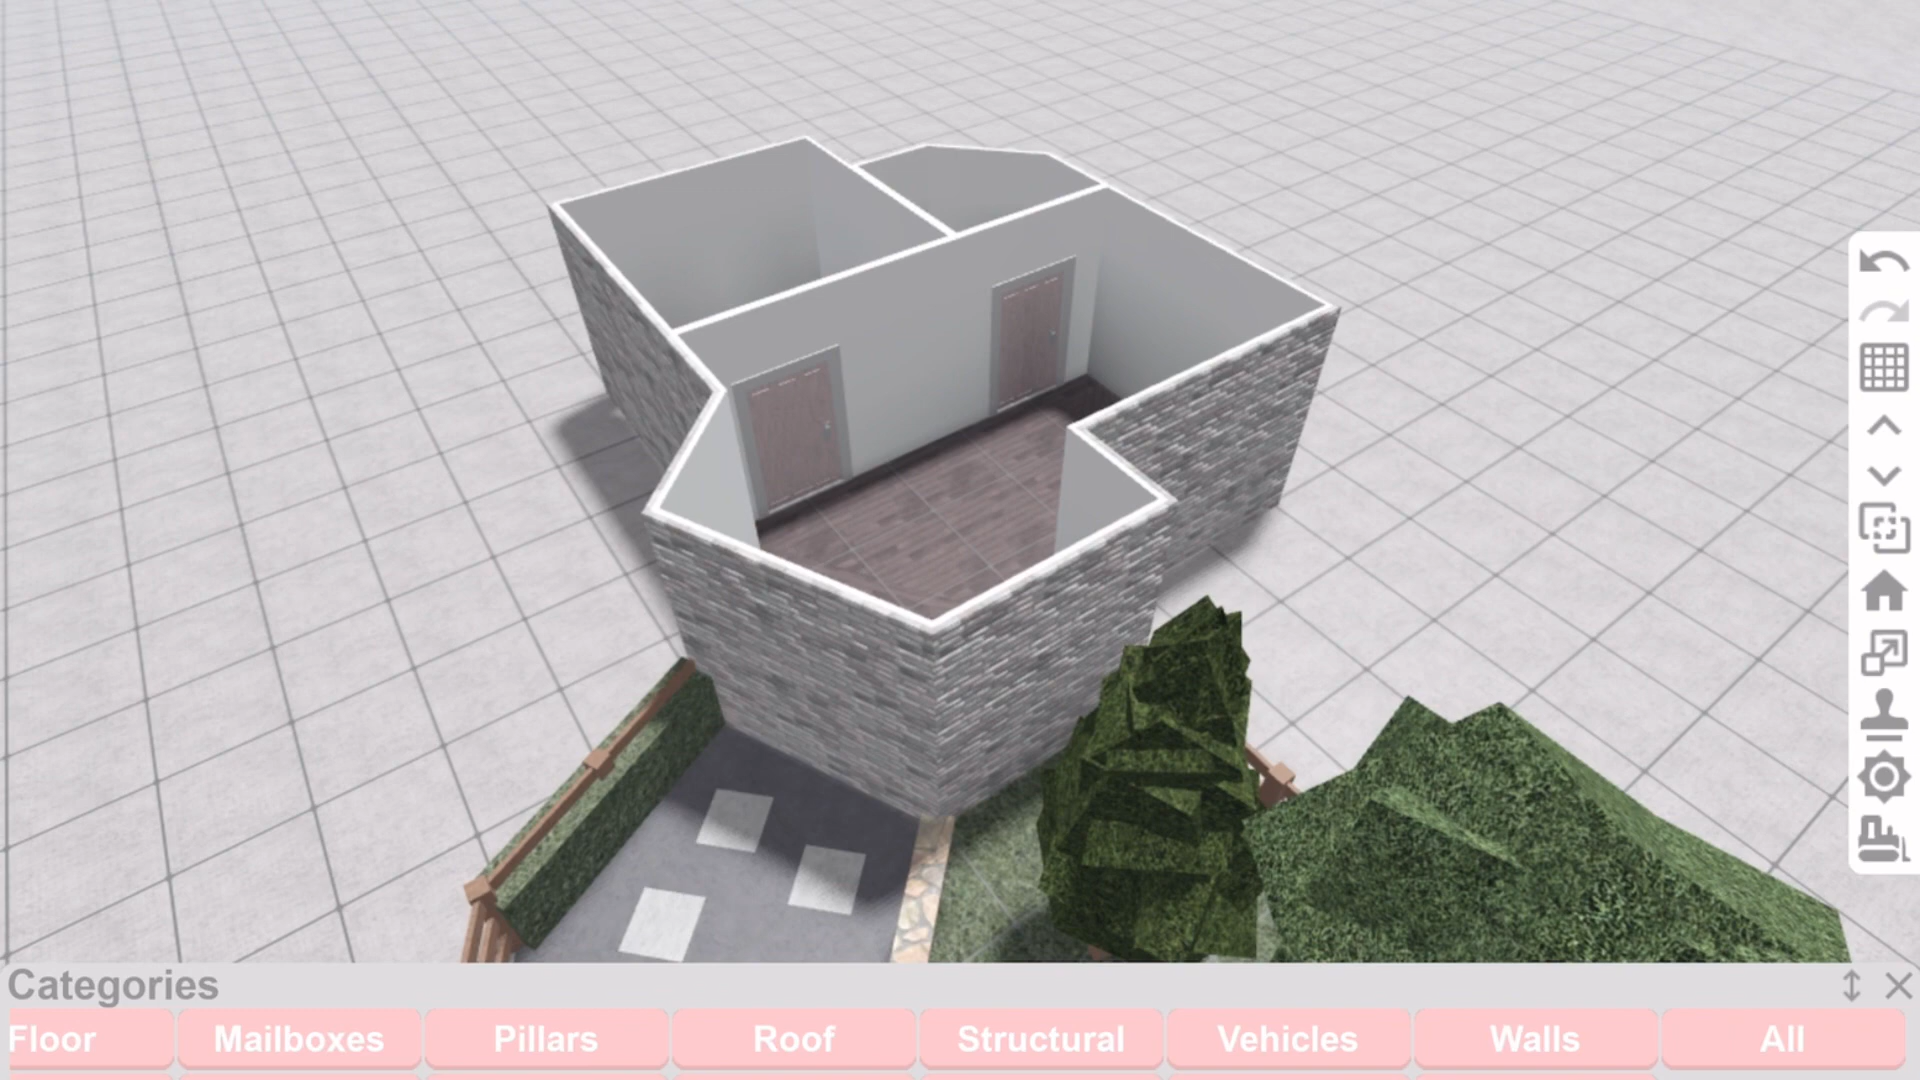 Categories
Floor
Mailboxes
Pillars
Roof
Structural
Vehicles
Walls
All